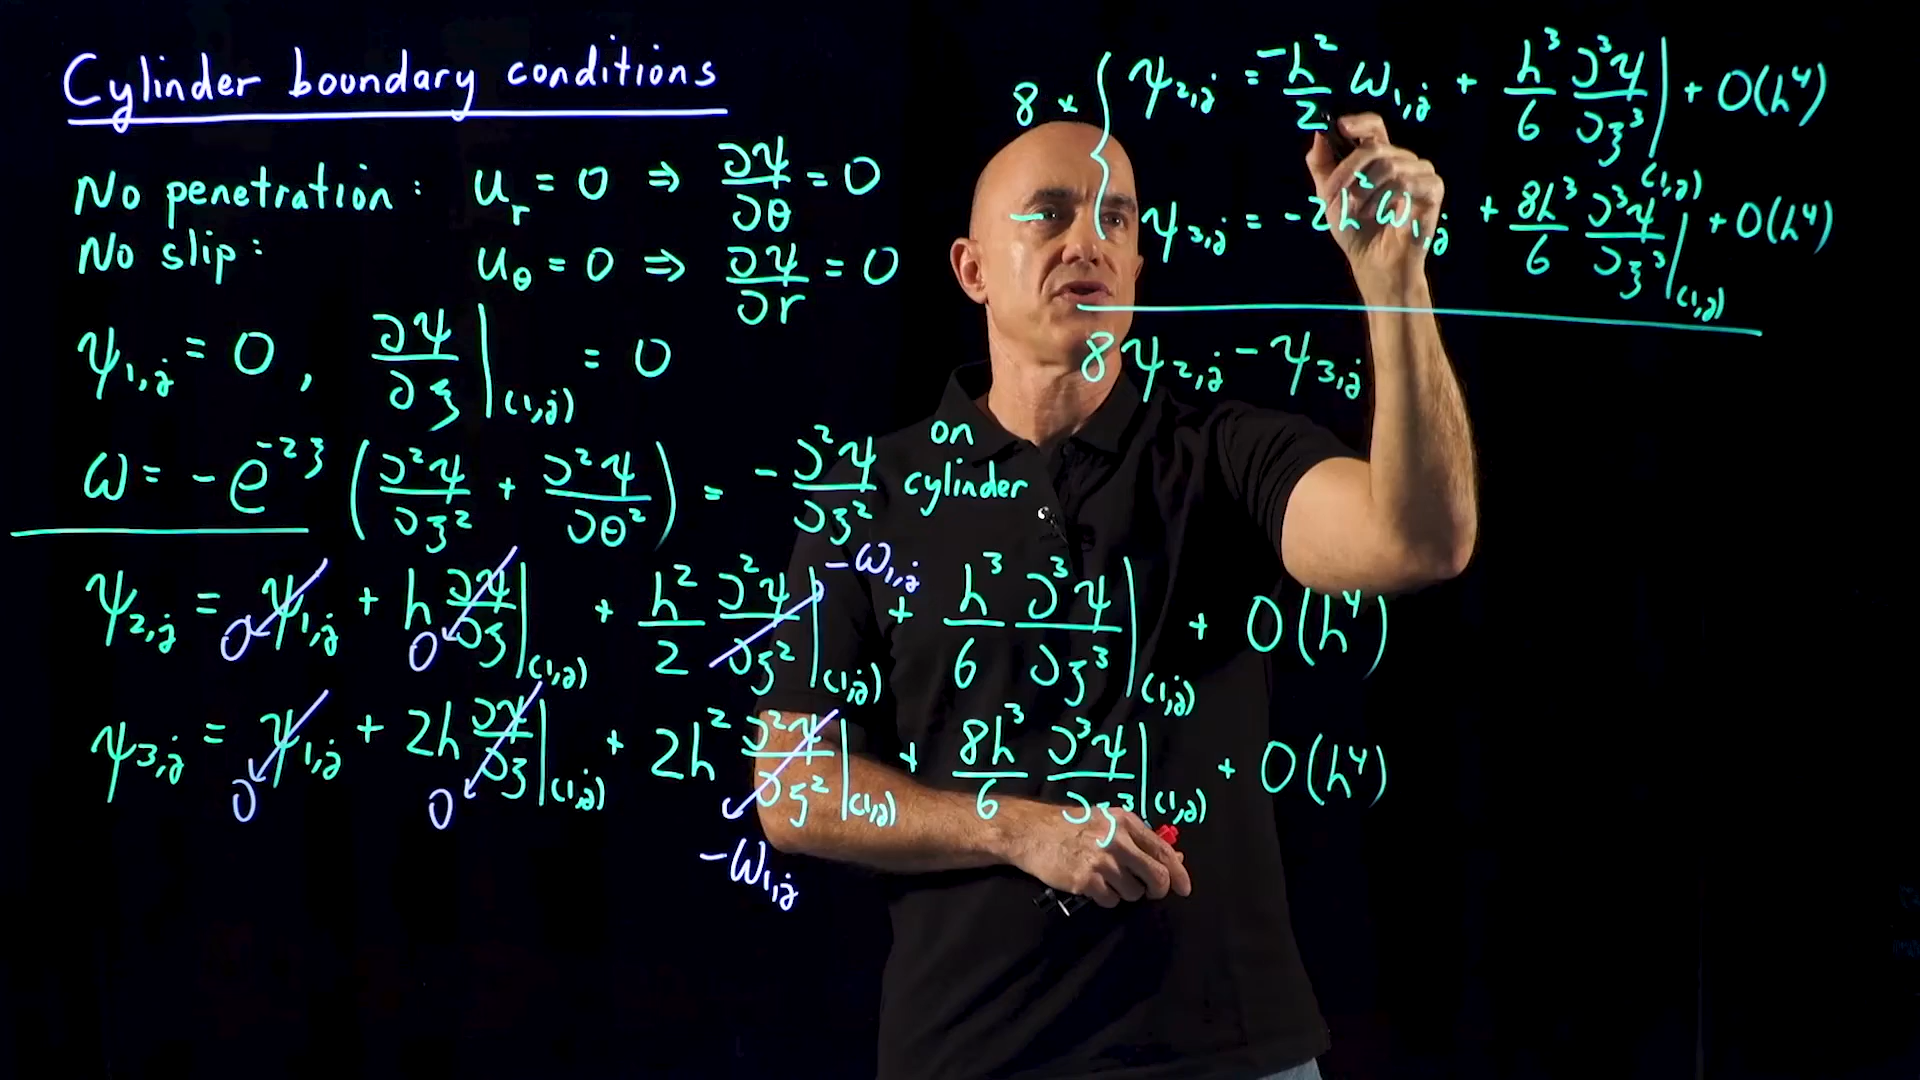 Cylinder boundary conditions
No penetration: u_r = 0 ⇒ ∂ψ/∂θ = 0
No slip: u_θ = 0 ⇒ ∂ψ/∂r = 0
ψ_{1,j} = 0, ∂ψ/∂ξ|_{(1,j)} = 0
ω = -e^{-2ξ} (∂²ψ/∂ξ² + ∂²ψ/∂θ²) = -∂²ψ/∂ξ² on cylinder
-ω_{1,j}
ψ_{2,j} = ψ_{1,j} + h ∂ψ/∂ξ|_{(1,j)} + h²/2 ∂²ψ/∂ξ²|_{(1,j)} + h³/6 ∂³ψ/∂ξ³|_{(1,j)} + O(h⁴)
0 0
ψ_{3,j} = ψ_{1,j} + 2h ∂ψ/∂ξ|_{(1,j)} + 2h² ∂²ψ/∂ξ²|_{(1,j)} + 8h³/6 ∂³ψ/∂ξ³|_{(1,j)} + O(h⁴)
0 0
-ω_{1,j}
8 × { ψ_{2,j} = -h²/2 ω_{1,j} + h³/6 ∂³ψ/∂ξ³|_{(1,j)} + O(h⁴)
- ψ_{3,j} = -2h² ω_{1,j} + 8h³/6 ∂³ψ/∂ξ³|_{(1,j)} + O(h⁴)
8ψ_{2,j} - ψ_{3,j}